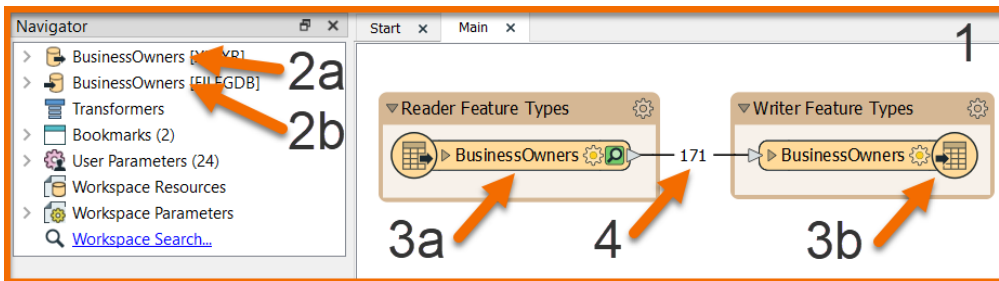 Navigator
Start
Main
1
BusinessOwners
2a
BusinessOwners [FILEGDB]
2b
Transformers
Bookmarks (2)
User Parameters (24)
Workspace Resources
Workspace Parameters
Workspace Search...
Reader Feature Types
BusinessOwners
171
Writer Feature Types
BusinessOwners
3a
4
3b